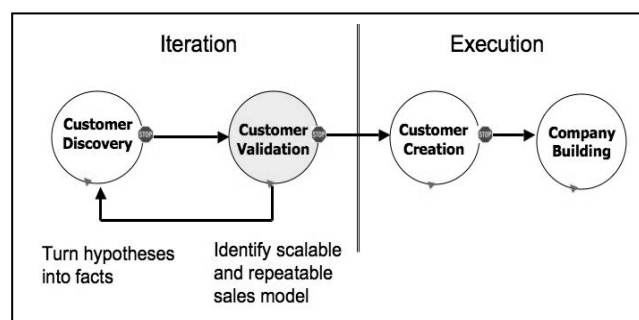 Iteration
Execution
Customer
Discovery
STOP
Customer
Validation
STOP
Customer
Creation
STOP
Company
Building
Turn hypotheses
into facts
Identify scalable
and repeatable
sales model